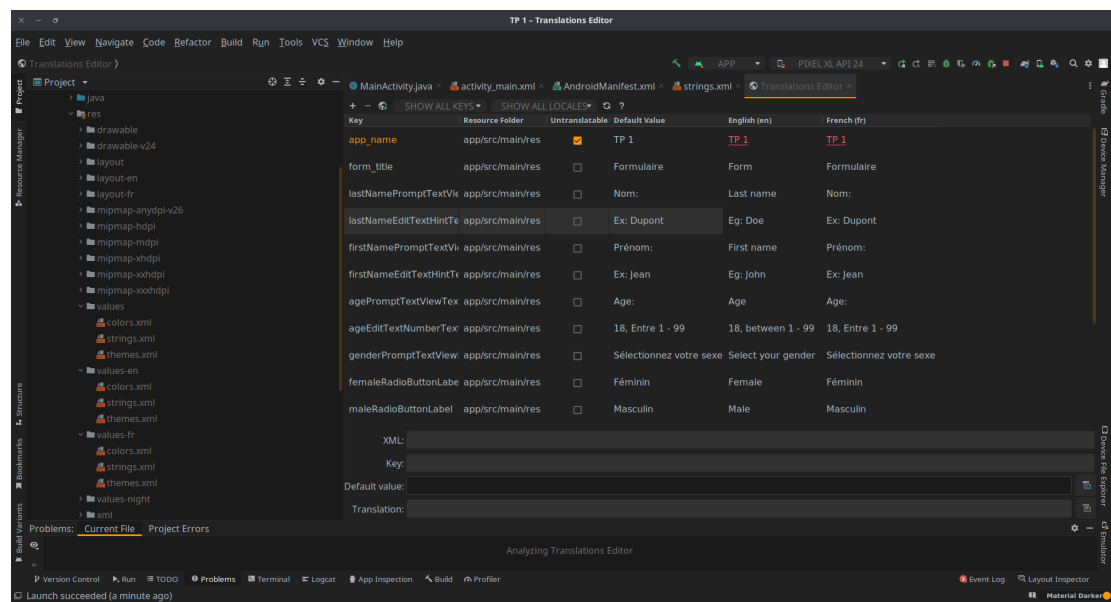 TP 1 – Translations Editor
File Edit View Navigate Code Refactor Build Run Tools VCS Window Help
Translations Editor
APP PIXEL XL API 24
Project
MainActivity.java activity_main.xml AndroidManifest.xml strings.xml Translations Editor
SHOW ALL KEYS SHOW ALL LOCALES ?
Key Resource Folder Untranslatable Default Value English (en) French (fr)
app_name app/src/main/res TP 1 TP 1 TP 1
form_title app/src/main/res Formulaire Form Formulaire
lastNamePromptTextVie app/src/main/res Nom: Last name Nom:
lastNameEditTextHintTe app/src/main/res Ex: Dupont Eg: Doe Ex: Dupont
firstNamePromptTextVi app/src/main/res Prénom: First name Prénom:
firstNameEditTextHintTe app/src/main/res Ex: Jean Eg: John Ex: Jean
agePromptTextViewTex app/src/main/res Age: Age Age:
ageEditTextNumberTex app/src/main/res 18, Entre 1 - 99 18, between 1 - 99 18, Entre 1 - 99
genderPromptTextView app/src/main/res Sélectionnez votre sexe Select your gender Sélectionnez votre sexe
femaleRadioButtonLabe app/src/main/res Féminin Female Féminin
maleRadioButtonLabel app/src/main/res Masculin Male Masculin
XML:
Key:
Default value:
Translation:
java
res
drawable
drawable-v24
layout
layout-en
layout-fr
mipmap-anydpi-v26
mipmap-hdpi
mipmap-mdpi
mipmap-xhdpi
mipmap-xxhdpi
mipmap-xxxhdpi
values
colors.xml
strings.xml
themes.xml
values-en
colors.xml
strings.xml
themes.xml
values-fr
colors.xml
strings.xml
themes.xml
values-night
xml
Project
Resource Manager
Structure
Bookmarks
Build Variants
Gradle
Device Manager
Device File Explorer
Emulator
Problems: Current File Project Errors
Analyzing Translations Editor
Version Control Run TODO Problems Terminal Logcat App Inspection Build Profiler Event Log Layout Inspector
Launch succeeded (a minute ago) Material Darker